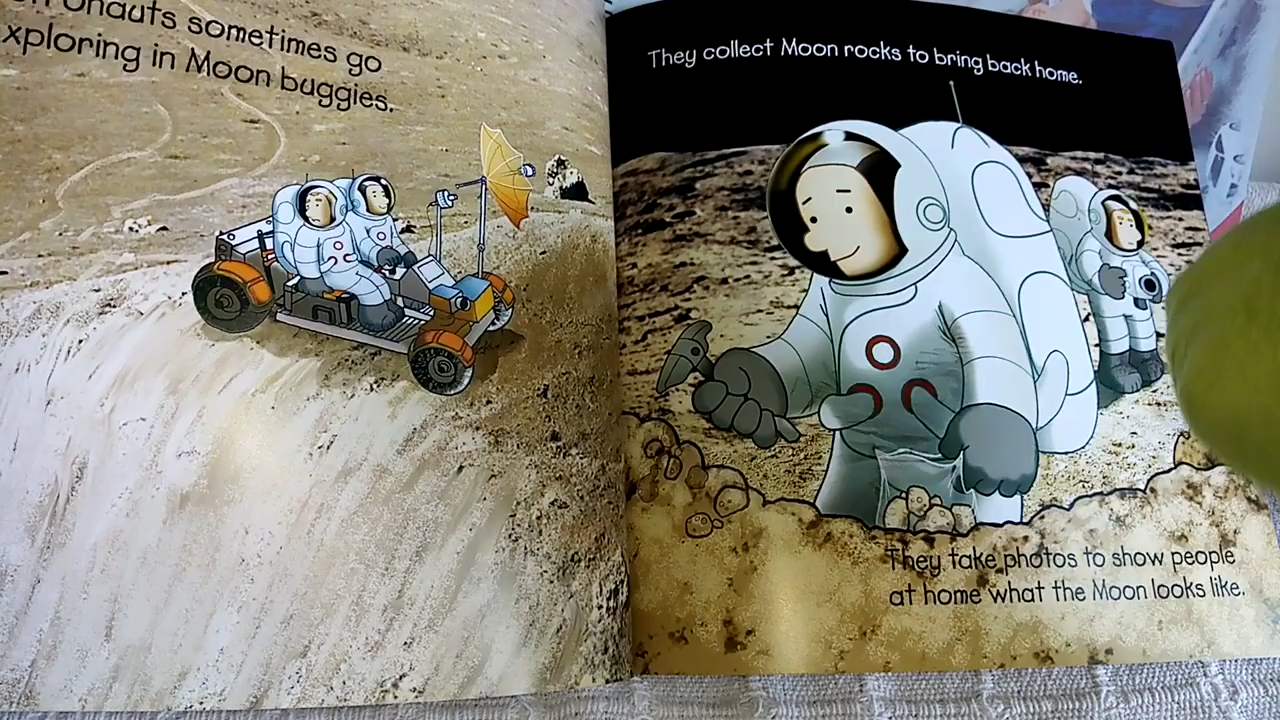 sometimes go
in Moon buggies.
They collect Moon rocks to bring back home.
They take photos to show people
at home what the Moon looks like.